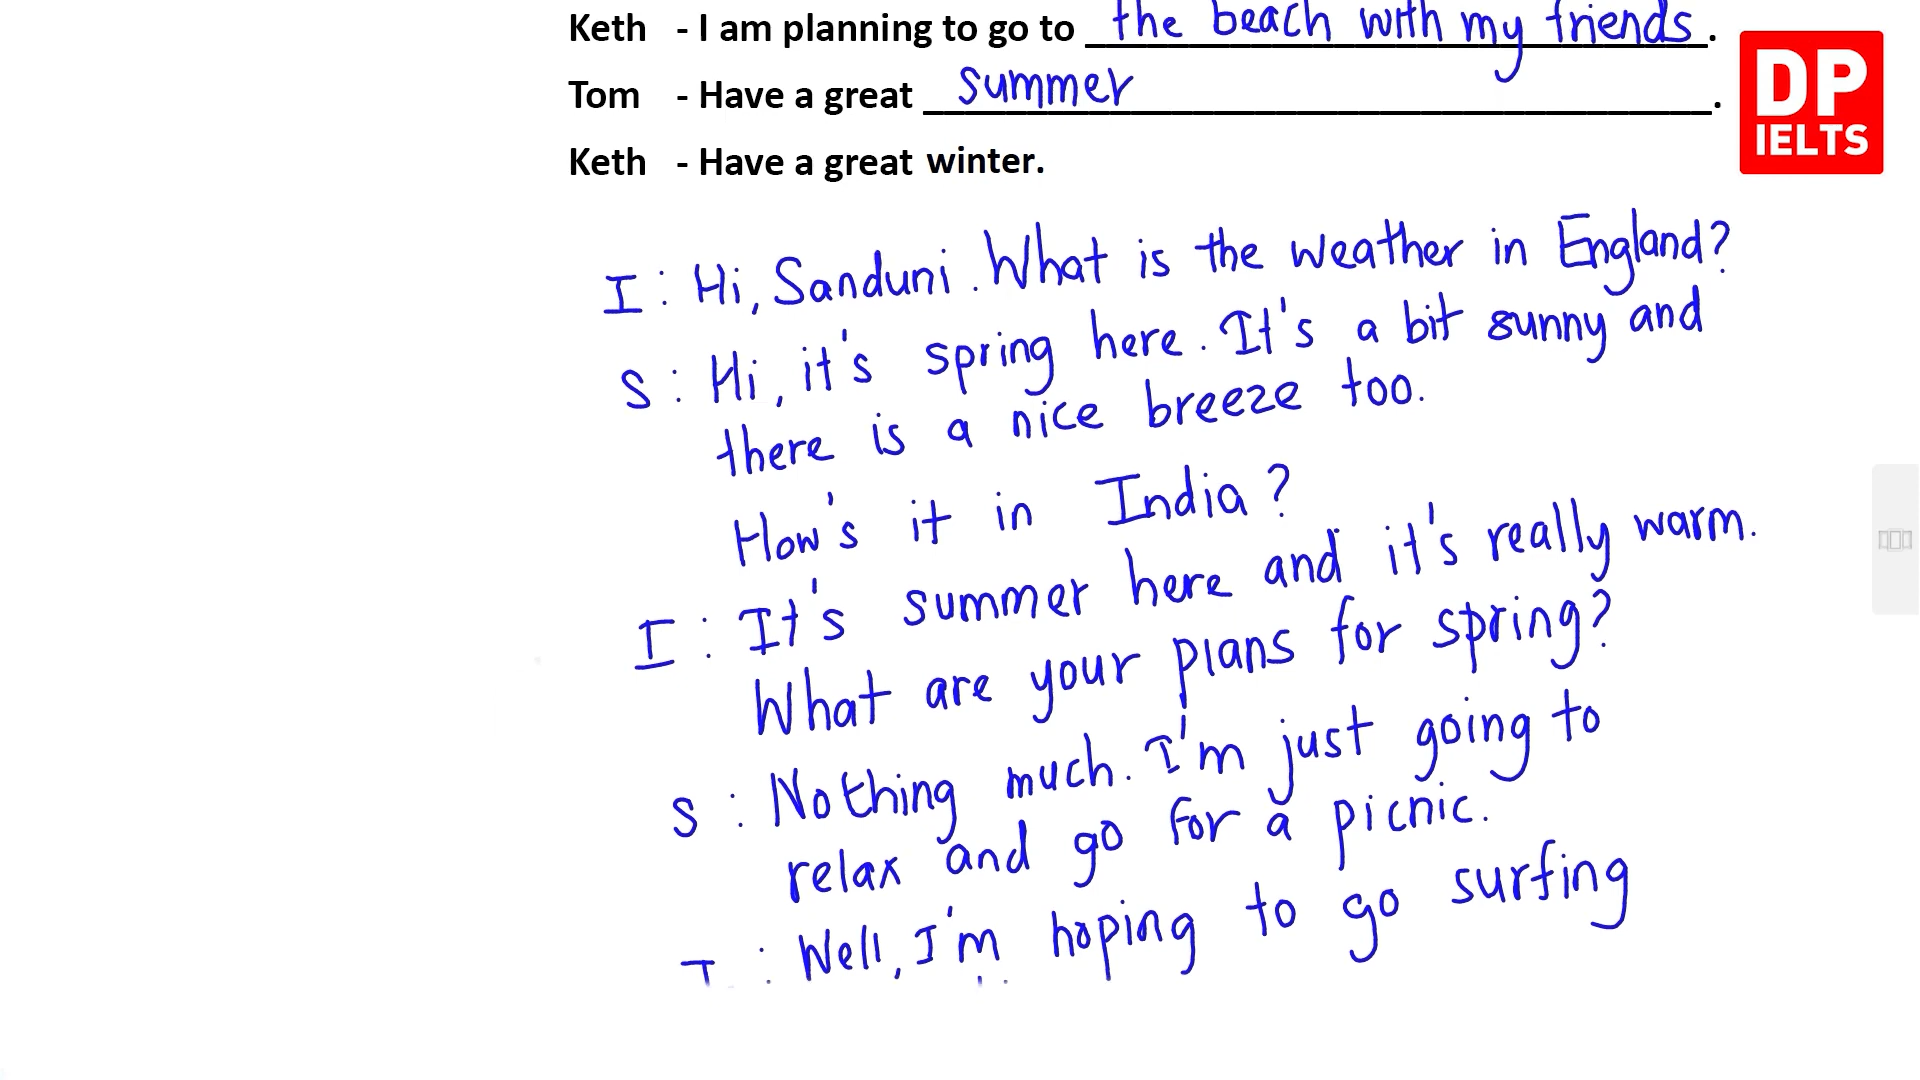 Keth - I am planning to go to the beach with my friends.
Tom - Have a great summer.
Keth - Have a great winter.
DP
IELTS
I : Hi, Sanduni. What is the weather in England?
S : Hi, it's spring here. It's a bit sunny and
there is a nice breeze too.
How's it in India?
I : It's summer here and it's really warm.
What are your plans for spring?
S : Nothing much. I'm just going to
relax and go for a picnic.
I : Well, I'm hoping to go surfing